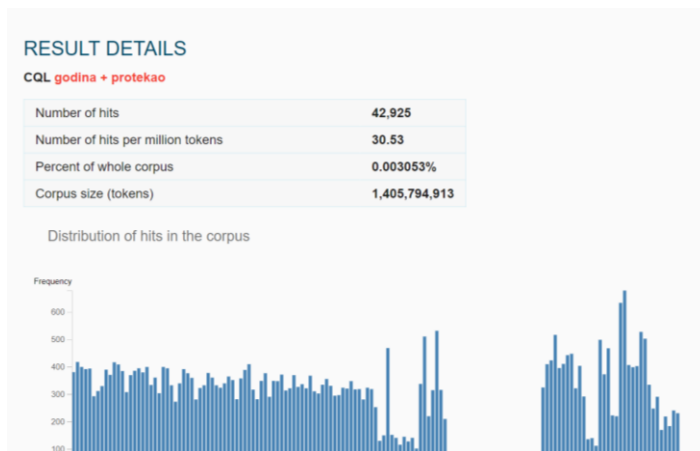 RESULT DETAILS
CQL godina + protekao
Number of hits 42,925
Number of hits per million tokens 30.53
Percent of whole corpus 0.003053%
Corpus size (tokens) 1,405,794,913
Distribution of hits in the corpus
Frequency
600
500
400
300
200
100